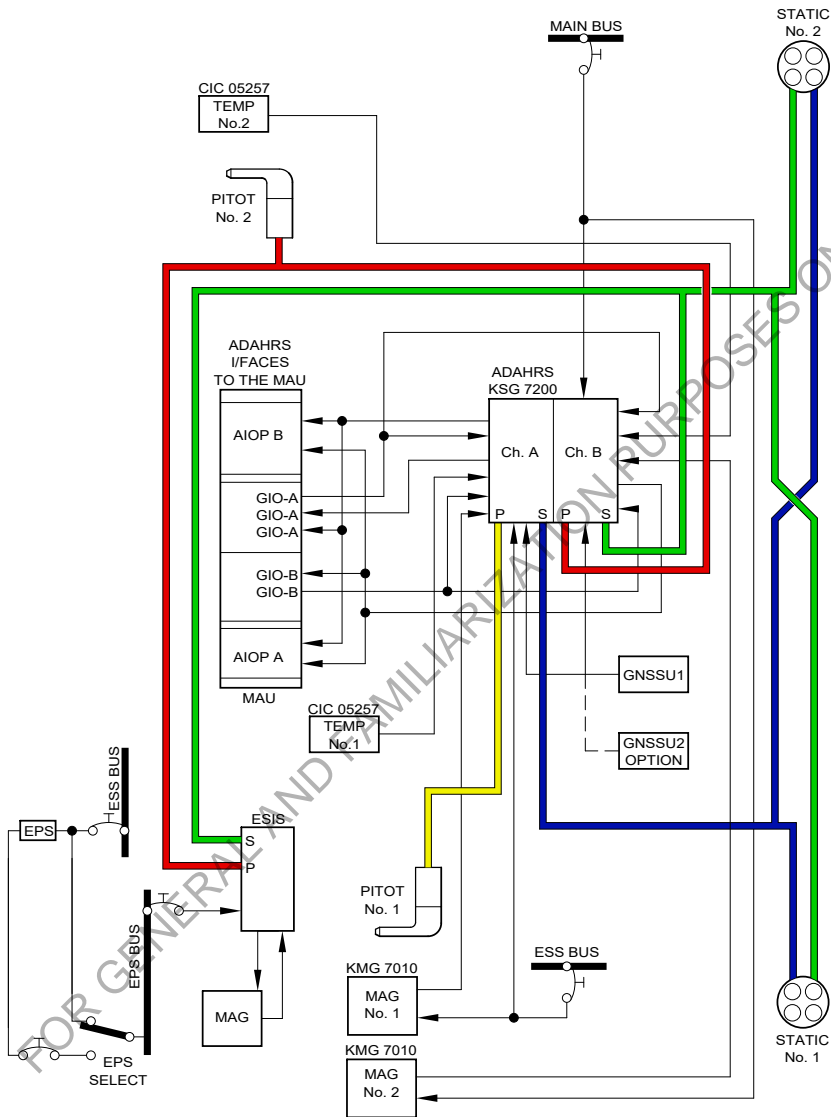 STATIC
No. 2
MAIN BUS
CIC 05257
TEMP
No.2
PITOT
No. 2
ADAHRS
I/FACES
TO THE MAU
ADAHRS
KSG 7200
AIOP B
Ch. A
Ch. B
GIO-A
GIO-A
GIO-A
P
S
P
S
GIO-B
GIO-B
AIOP A
MAU
GNSSU1
CIC 05257
TEMP
No.1
GNSSU2
OPTION
ESS BUS
ESIS
EPS
S
P
PITOT
No. 1
EPS BUS
ESS BUS
KMG 7010
MAG
No. 1
MAG
EPS
SELECT
KMG 7010
MAG
No. 2
STATIC
No. 1
FOR GENERAL AND FAMILIARIZATION PURPOSES ON